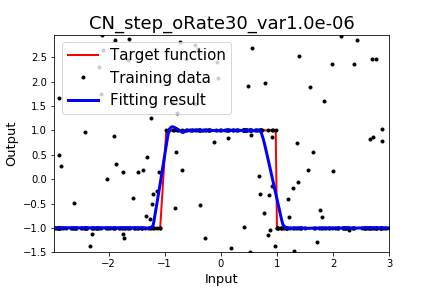 CN_step_oRate30_var1.0e-06
Target function
Training data
Fitting result
Output
2.5
2.0
1.5
1.0
0.5
0.0
−0.5
−1.0
−1.5
−2
−1
0
1
2
3
Input